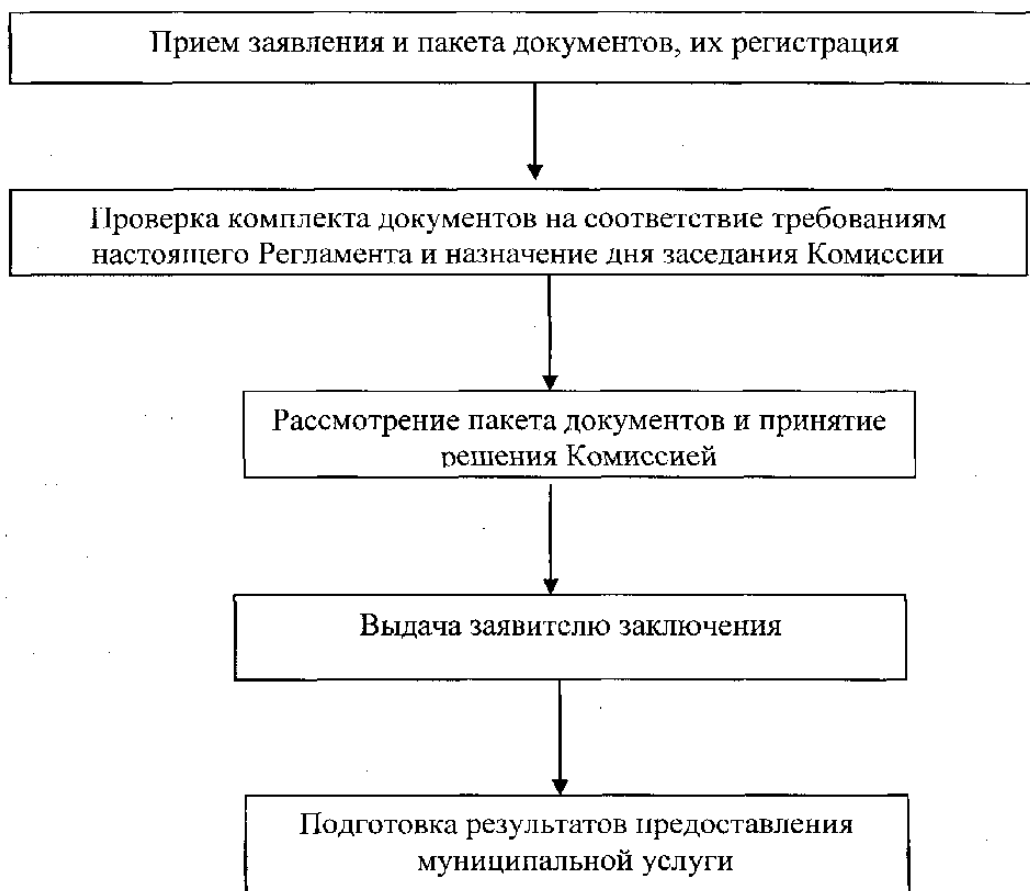 Прием заявления и пакета документов, их регистрация
Проверка комплекта документов на соответствие требованиям
настоящего Регламента и назначение дня заседания Комиссии
Рассмотрение пакета документов и принятие
решения Комиссией
Выдача заявителю заключения
Подготовка результатов предоставления
муниципальной услуги